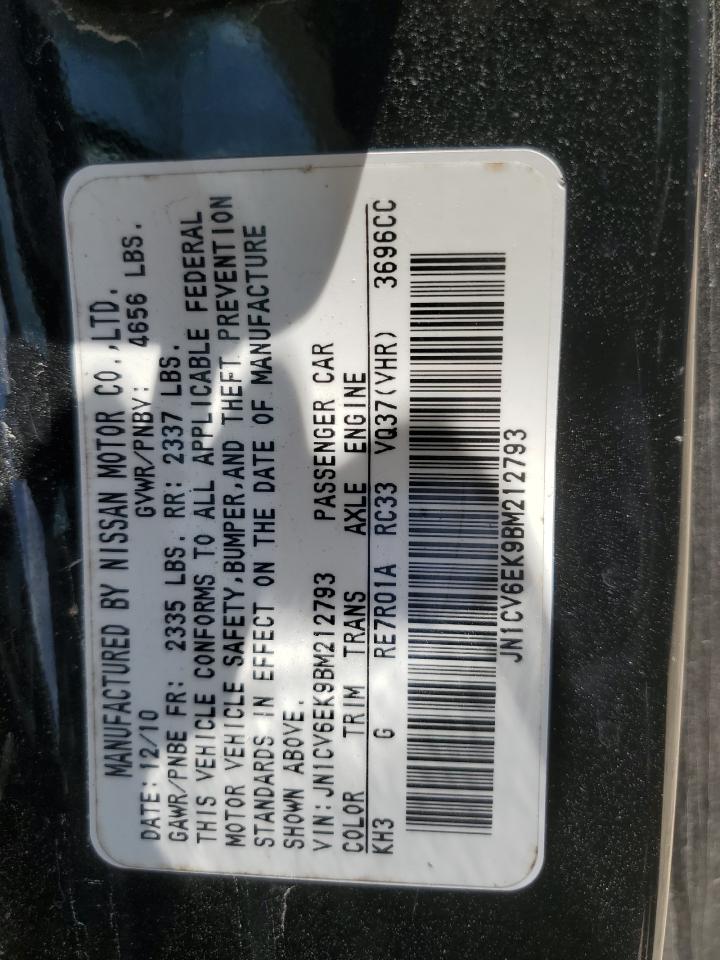 MANUFACTURED BY NISSAN MOTOR CO.,LTD.
DATE: 12/10 GVWR/PNBV: 4656 LBS.
GAWR/PNBE FR: 2335 LBS. RR: 2337 LBS.
THIS VEHICLE CONFORMS TO ALL APPLICABLE FEDERAL
MOTOR VEHICLE SAFETY,BUMPER,AND THEFT PREVENTION
STANDARDS IN EFFECT ON THE DATE OF MANUFACTURE
SHOWN ABOVE.
VIN:JN1CV6EK9BM212793 PASSENGER CAR
COLOR TRIM TRANS AXLE ENGINE
KH3 G RE7R01A RC33 VQ37(VHR) 3696CC
JN1CV6EK9BM212793